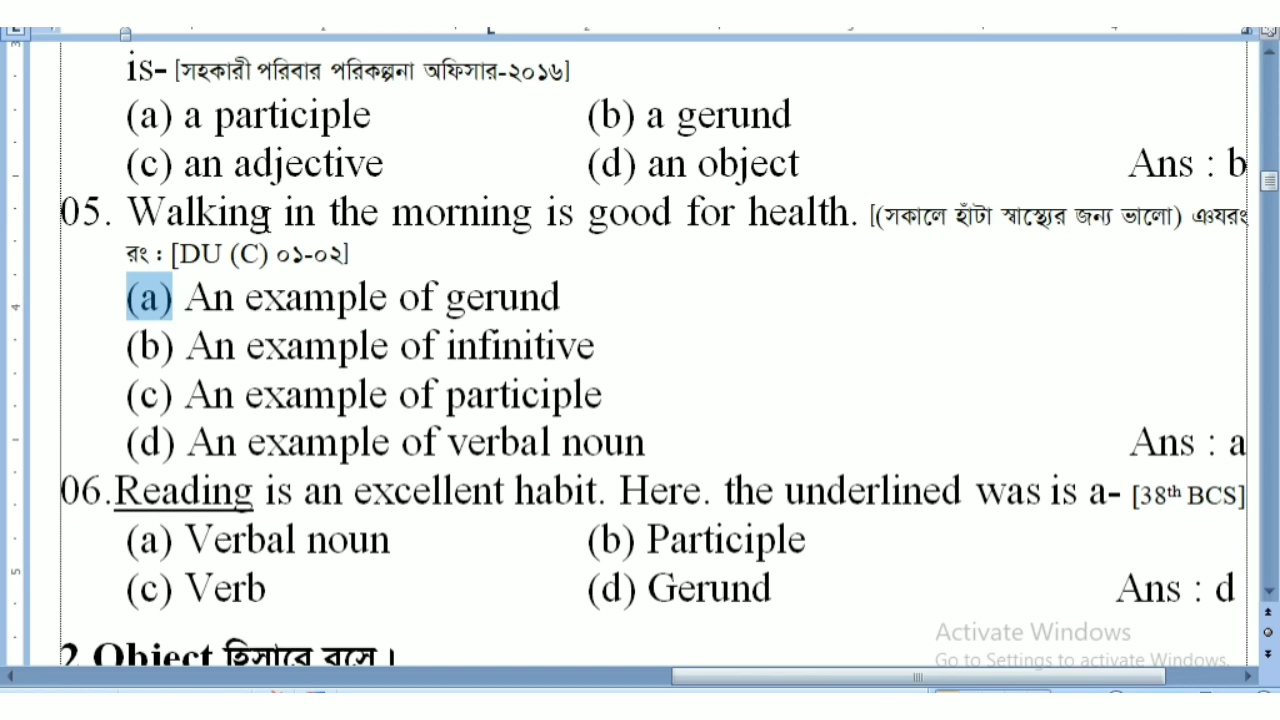 is- [সহকারী পরিবার পরিকল্পনা অফিসার-২০১৬]
(a) a participle (b) a gerund
(c) an adjective (d) an object Ans : b
05. Walking in the morning is good for health. [(সকালে হাঁটা স্বাস্থ্যের জন্য ভালো) ঞযরং
রং : [DU (C) ০১-০২]
(a) An example of gerund
(b) An example of infinitive
(c) An example of participle
(d) An example of verbal noun Ans : a
06.Reading is an excellent habit. Here. the underlined was is a- [38th BCS]
(a) Verbal noun (b) Participle
(c) Verb (d) Gerund Ans : d
Activate Windows
Go to Settings to activate Windows.
2 Object হিসাবে বসে।